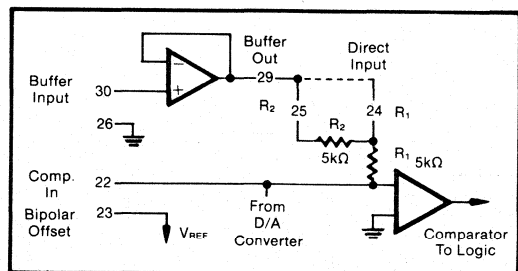 Buffer Out
Direct Input
Buffer Input
30
29
26
R₂
25
24
R₁
R₂
5kΩ
R₁ 5kΩ
Comp. In
22
Bipolar Offset
23
VREF
From D/A Converter
Comparator To Logic
−
+